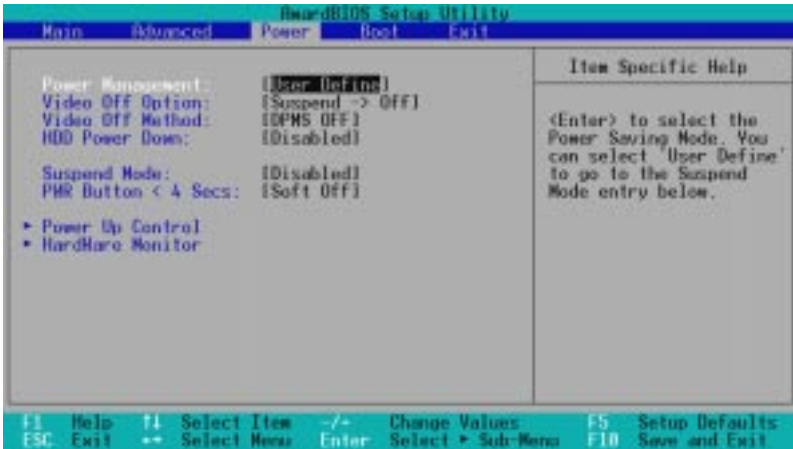 AwardBIOS Setup Utility
Main Advanced Power Boot Exit
Item Specific Help
Power Management: [User Define]
Video Off Option: [Suspend -> Off]
Video Off Method: [DPMS OFF]
HDD Power Down: [Disabled]
Suspend Mode: [Disabled]
PWR Button < 4 Secs: [Soft Off]
▸ Power Up Control
▸ HardWare Monitor
<Enter> to select the
Power Saving Mode. You
can select 'User Define'
to go to the Suspend
Mode entry below.
F1 Help ↑↓ Select Item -/+ Change Values F5 Setup Defaults
ESC Exit ←→ Select Menu Enter Select ▸ Sub-Menu F10 Save and Exit